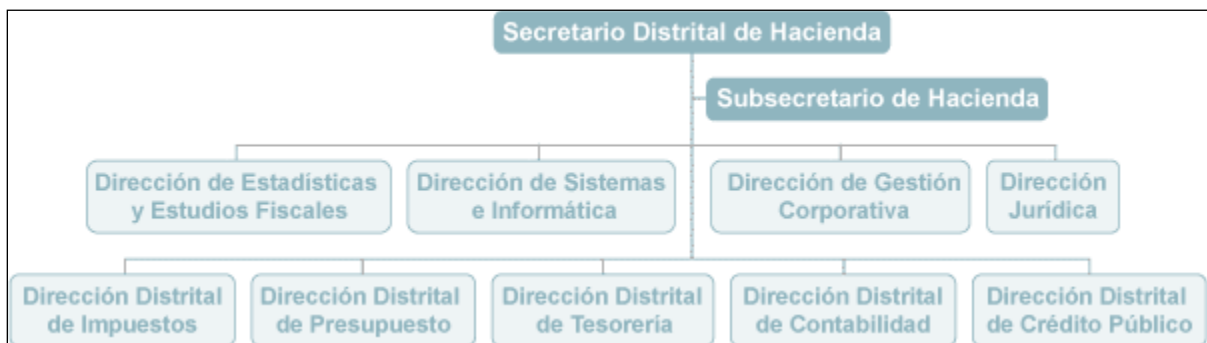 Secretario Distrital de Hacienda
Subsecretario de Hacienda
Dirección de Estadísticas
y Estudios Fiscales
Dirección de Sistemas
e Informática
Dirección de Gestión
Corporativa
Dirección
Jurídica
Dirección Distrital
de Impuestos
Dirección Distrital
de Presupuesto
Dirección Distrital
de Tesorería
Dirección Distrital
de Contabilidad
Dirección Distrital
de Crédito Público